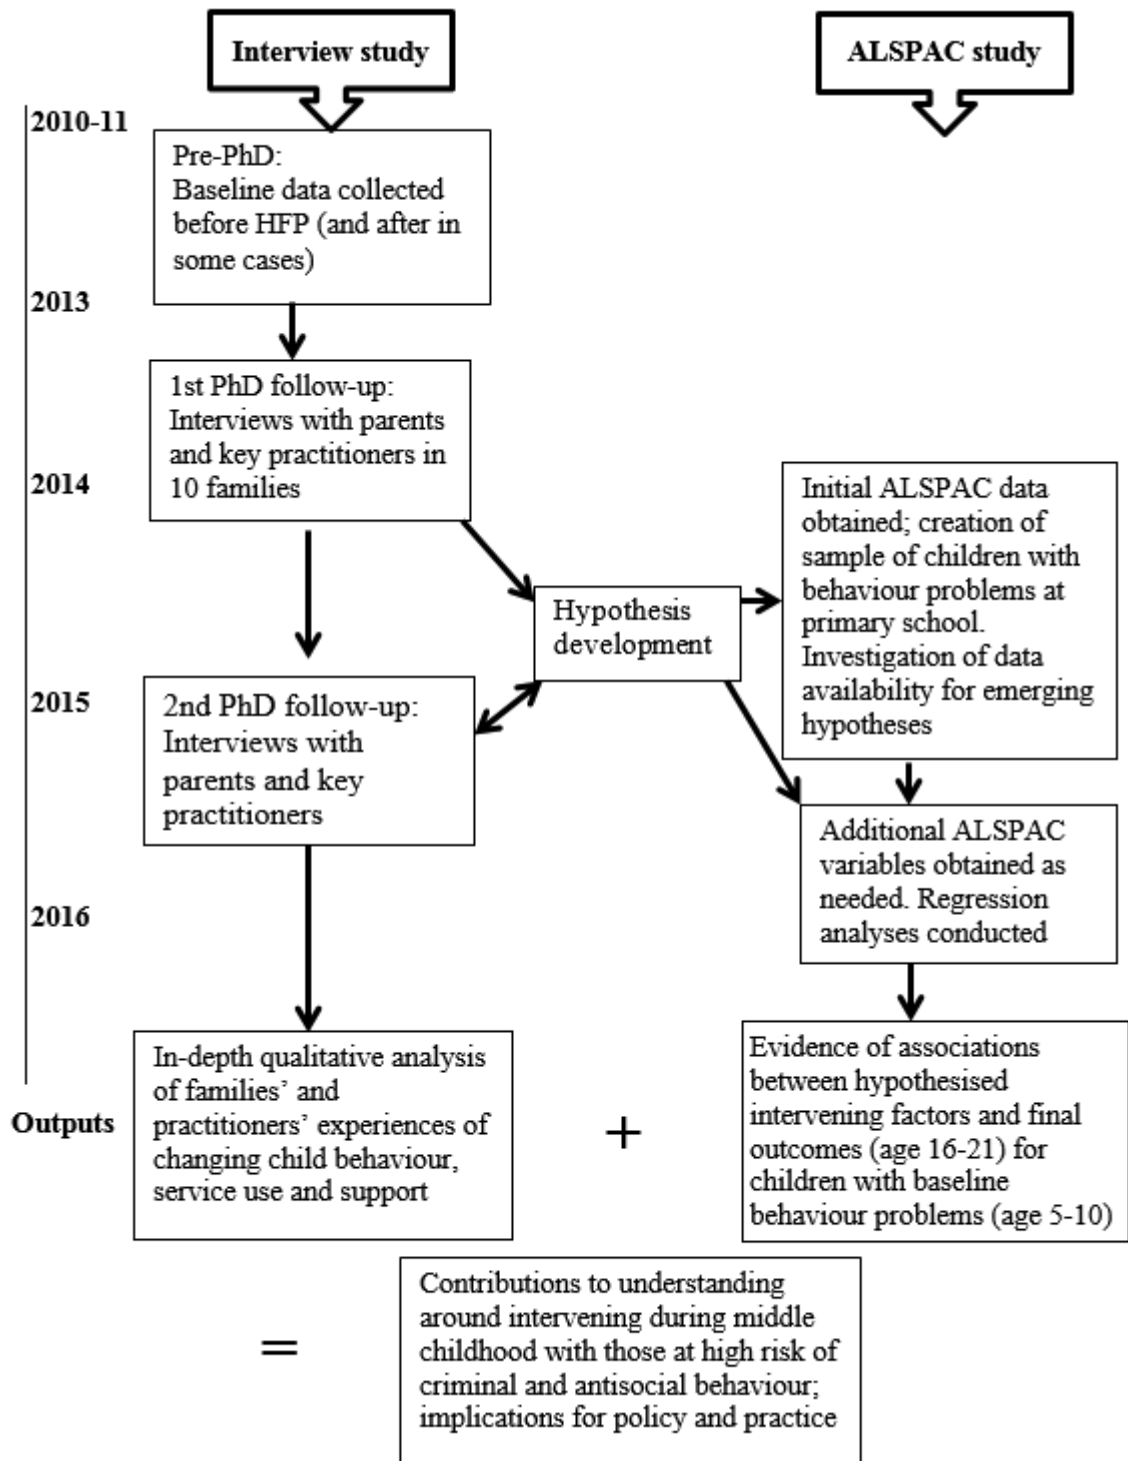 Interview study
ALSPAC study
2010-11
Pre-PhD:
Baseline data collected
before HFP (and after in
some cases)
2013
1st PhD follow-up:
Interviews with parents
and key practitioners in
10 families
2014
Initial ALSPAC data
obtained; creation of
sample of children with
behaviour problems at
primary school.
Investigation of data
availability for emerging
hypotheses
Hypothesis
development
2015
2nd PhD follow-up:
Interviews with
parents and key
practitioners
Additional ALSPAC
variables obtained as
needed. Regression
analyses conducted
2016
Outputs
In-depth qualitative analysis
of families’ and
practitioners’ experiences of
changing child behaviour,
service use and support
+
Evidence of associations
between hypothesised
intervening factors and final
outcomes (age 16-21) for
children with baseline
behaviour problems (age 5-10)
=
Contributions to understanding
around intervening during middle
childhood with those at high risk of
criminal and antisocial behaviour;
implications for policy and practice